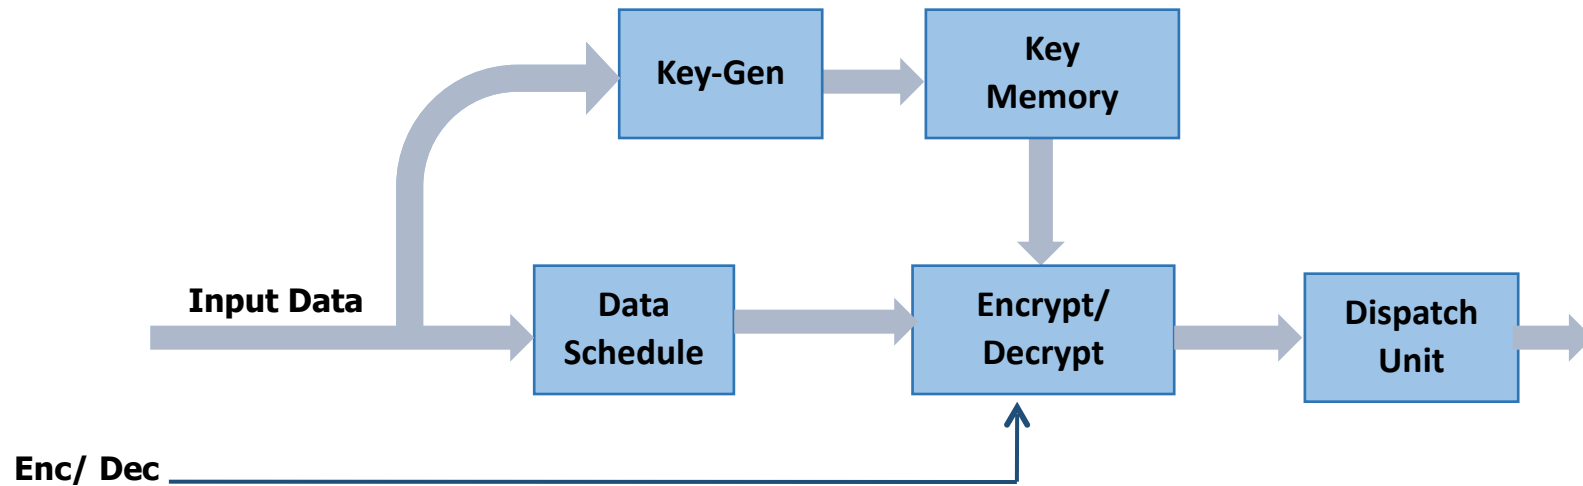 Key-Gen
Key
Memory
Input Data
Data
Schedule
Encrypt/
Decrypt
Dispatch
Unit
Enc/ Dec